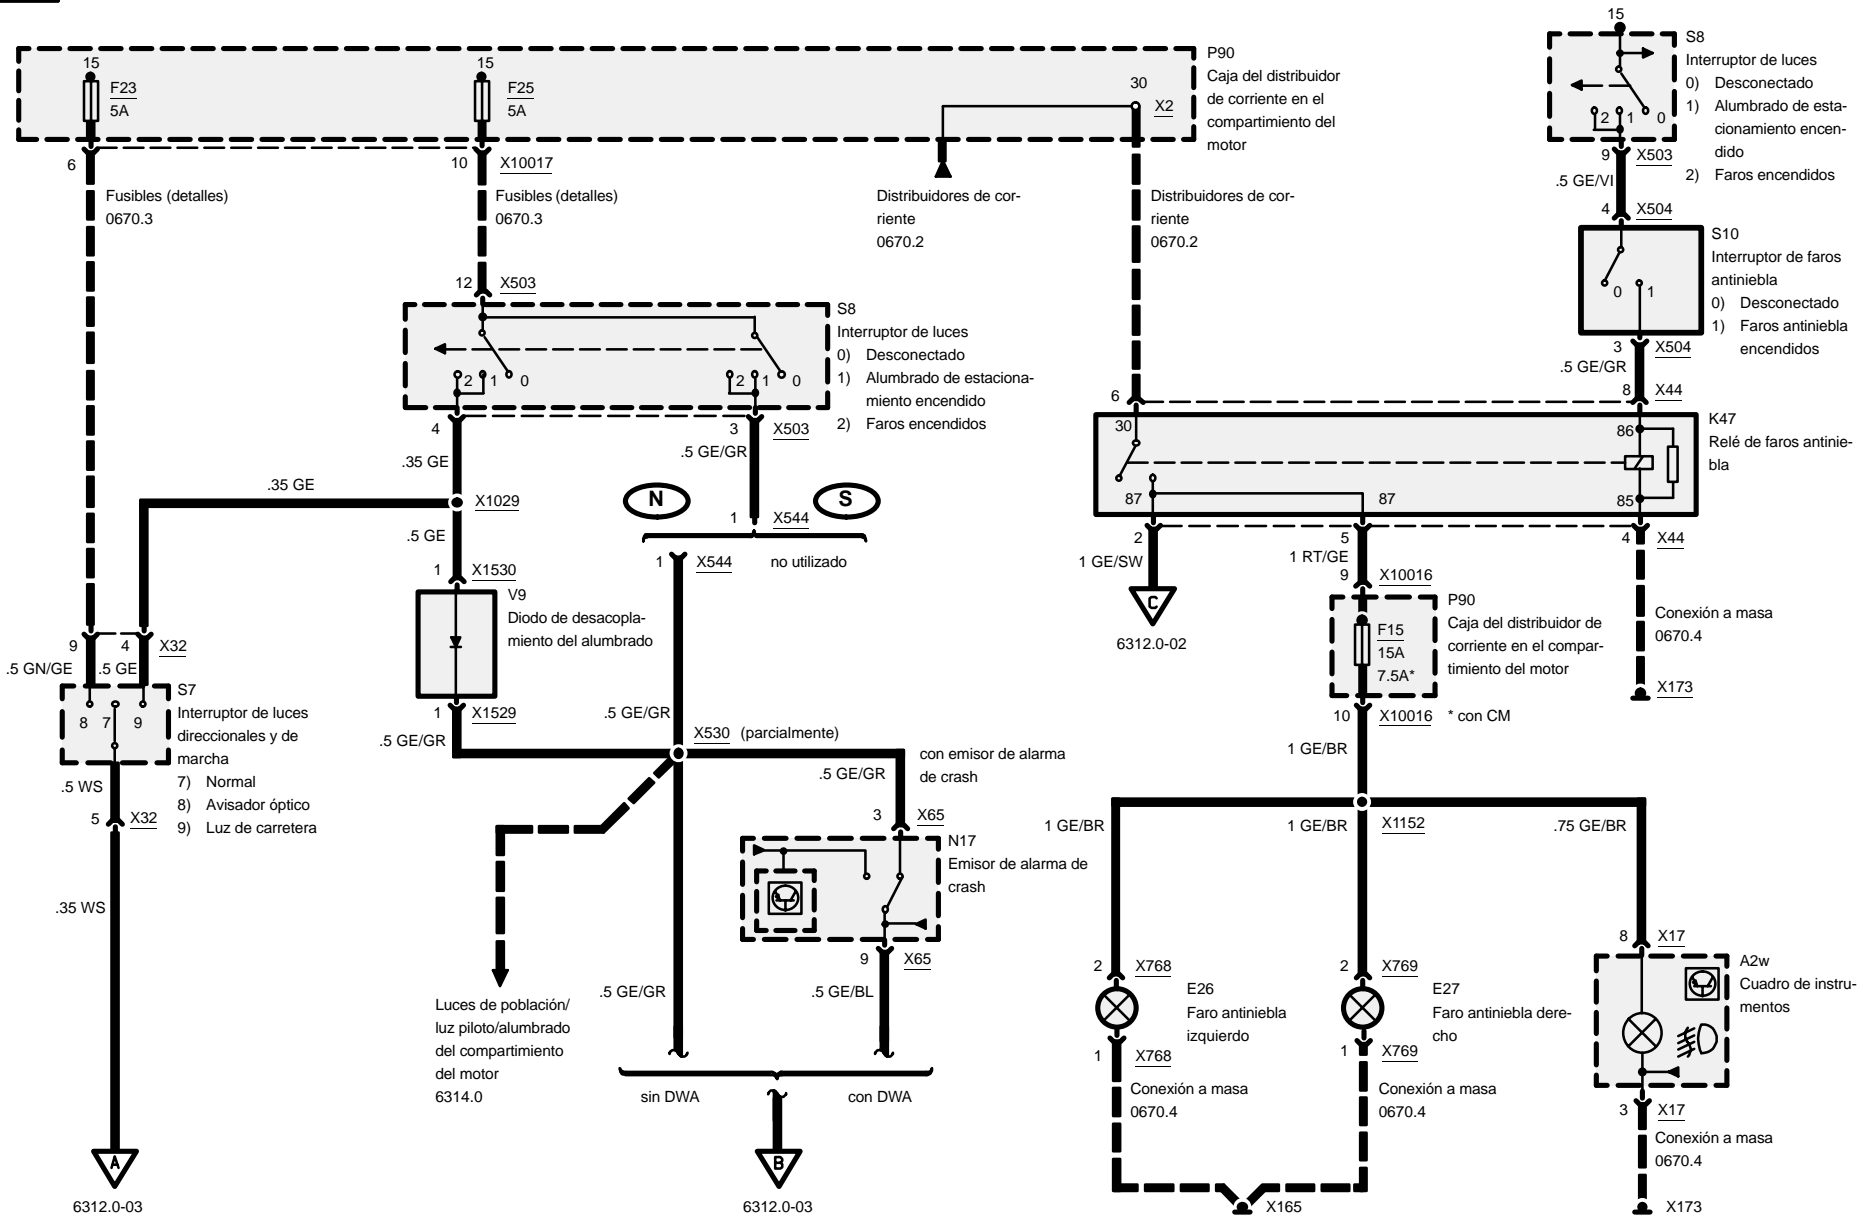 15
F23
5A
15
F25
5A
30
X2
P90
Caja del distribuidor
de corriente en el
compartimiento del
motor
15
2
1
0
S8
Interruptor de luces
0) Desconectado
1) Alumbrado de esta-
cionamiento encen-
dido
2) Faros encendidos
6
10
X10017
9
X503
Fusibles (detalles)
0670.3
Fusibles (detalles)
0670.3
Distribuidores de cor-
riente
0670.2
Distribuidores de cor-
riente
0670.2
.5 GE/VI
4
X504
0
1
S10
Interruptor de faros
antiniebla
0) Desconectado
1) Faros antiniebla
encendidos
12
X503
2
1
0
2
1
0
S8
Interruptor de luces
0) Desconectado
1) Alumbrado de estaciona-
miento encendido
2) Faros encendidos
3
X504
.5 GE/GR
6
8
X44
4
3
X503
30
86
87
87
85
K47
Relé de faros antinie-
bla
.35 GE
.5 GE/GR
.35 GE
X1029
N
S
1
X544
.5 GE
1
X544
no utilizado
2
5
4
X44
1 GE/SW
1 RT/GE
9
X10016
1
X1530
V9
Diodo de desacopla-
miento del alumbrado
C
6312.0-02
F15
15A
7.5A*
P90
Caja del distribuidor de
corriente en el compar-
timiento del motor
Conexión a masa
0670.4
X173
9
4
X32
.5 GN/GE
.5 GE
8
7
9
S7
Interruptor de luces
direccionales y de
marcha
7) Normal
8) Avisador óptico
9) Luz de carretera
1
X1529
.5 GE/GR
.5 GE/GR
10
X10016
* con CM
1 GE/BR
X530 (parcialmente)
.5 GE/GR
con emisor de alarma
de crash
.5 WS
5
X32
3
X65
N17
Emisor de alarma de
crash
1 GE/BR
1 GE/BR
X1152
.75 GE/BR
.35 WS
9
X65
.5 GE/GR
.5 GE/BL
8
X17
A2w
Cuadro de instru-
mentos
2
X768
E26
Faro antiniebla
izquierdo
2
X769
E27
Faro antiniebla dere-
cho
Luces de población/
luz piloto/alumbrado
del compartimiento
del motor
6314.0
1
X768
1
X769
Conexión a masa
0670.4
Conexión a masa
0670.4
sin DWA
con DWA
3
X17
Conexión a masa
0670.4
A
6312.0-03
B
6312.0-03
X165
X173